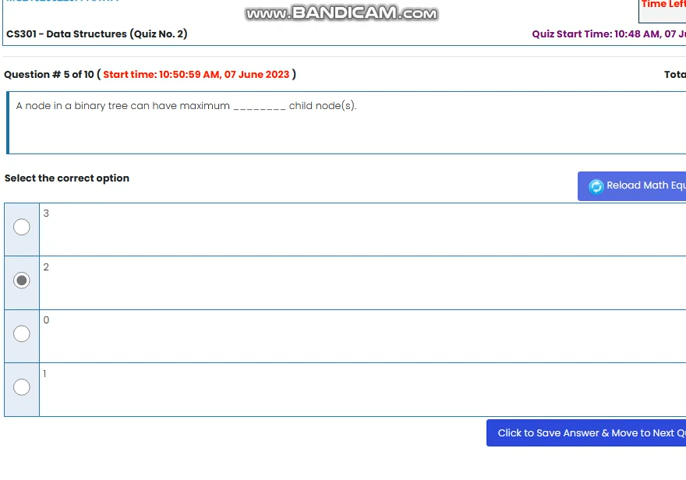 www.BANDICAM.com
Time Left
CS301 - Data Structures (Quiz No. 2)
Quiz Start Time: 10:48 AM, 07 J
Question # 5 of 10 ( Start time: 10:50:59 AM, 07 June 2023 )
Tota
A node in a binary tree can have maximum ________ child node(s).
Select the correct option
Reload Math Equ
3
2
0
1
Click to Save Answer & Move to Next Q